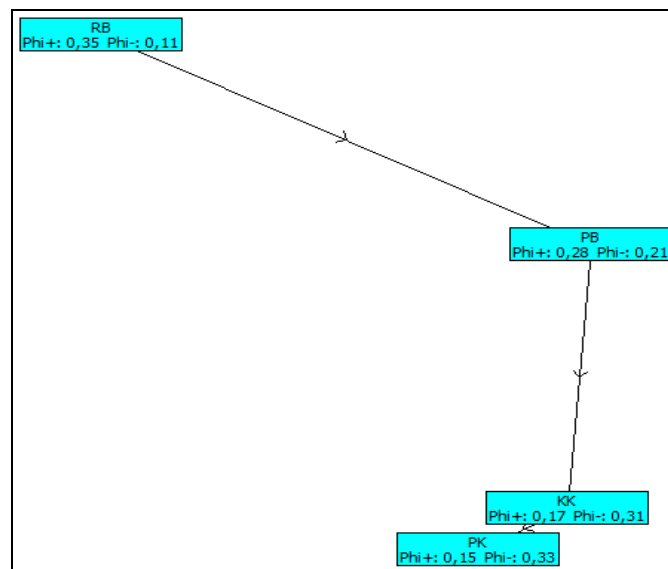 RB
Phi+: 0,35 Phi-: 0,11
PB
Phi+: 0,28 Phi-: 0,21
KK
Phi+: 0,17 Phi-: 0,31
PK
Phi+: 0,15 Phi-: 0,33